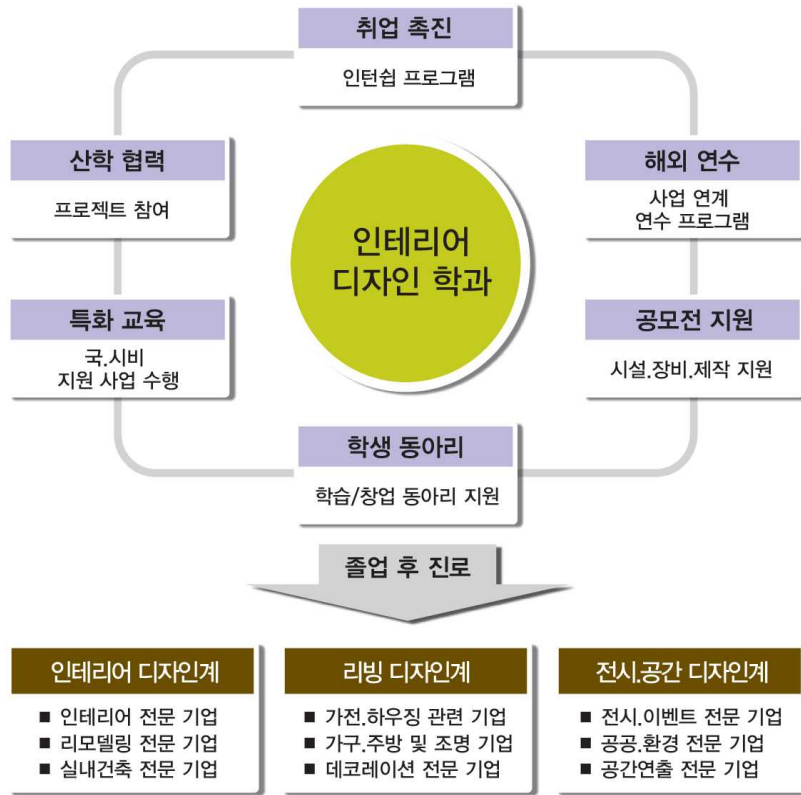 취업 촉진
인턴쉽 프로그램
산학 협력
프로젝트 참여
해외 연수
사업 연계
연수 프로그램
인테리어
디자인 학과
특화 교육
국.시비
지원 사업 수행
공모전 지원
시설.장비.제작 지원
학생 동아리
학습/창업 동아리 지원
졸업 후 진로
인테리어 디자인계
■ 인테리어 전문 기업
■ 리모델링 전문 기업
■ 실내건축 전문 기업
리빙 디자인계
■ 가전.하우징 관련 기업
■ 가구.주방 및 조명 기업
■ 데코레이션 전문 기업
전시.공간 디자인계
■ 전시.이벤트 전문 기업
■ 공공.환경 전문 기업
■ 공간연출 전문 기업